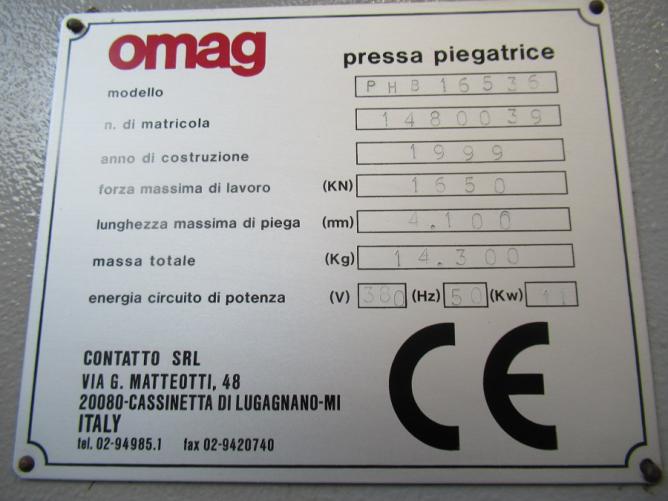 omag pressa piegatrice
modello PHB 16536
n. di matricola 1480039
anno di costruzione 1999
forza massima di lavoro (KN) 1650
lunghezza massima di piega (mm) 4.100
massa totale (Kg) 14.300
energia circuito di potenza (V) 380 (Hz) 50 (Kw) 11
CONTATTO SRL
VIA G. MATTEOTTI, 48
20080-CASSINETTA DI LUGAGNANO-MI
ITALY
tel. 02-94985.1 fax 02-9420740
CE